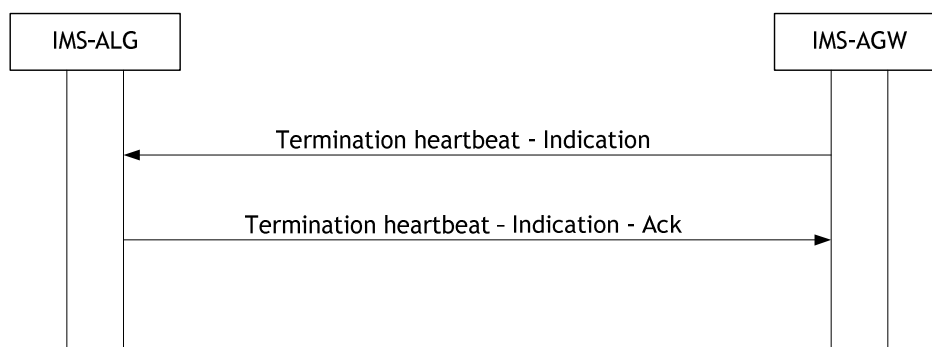 IMS-ALG
IMS-AGW
Termination heartbeat - Indication
Termination heartbeat – Indication - Ack